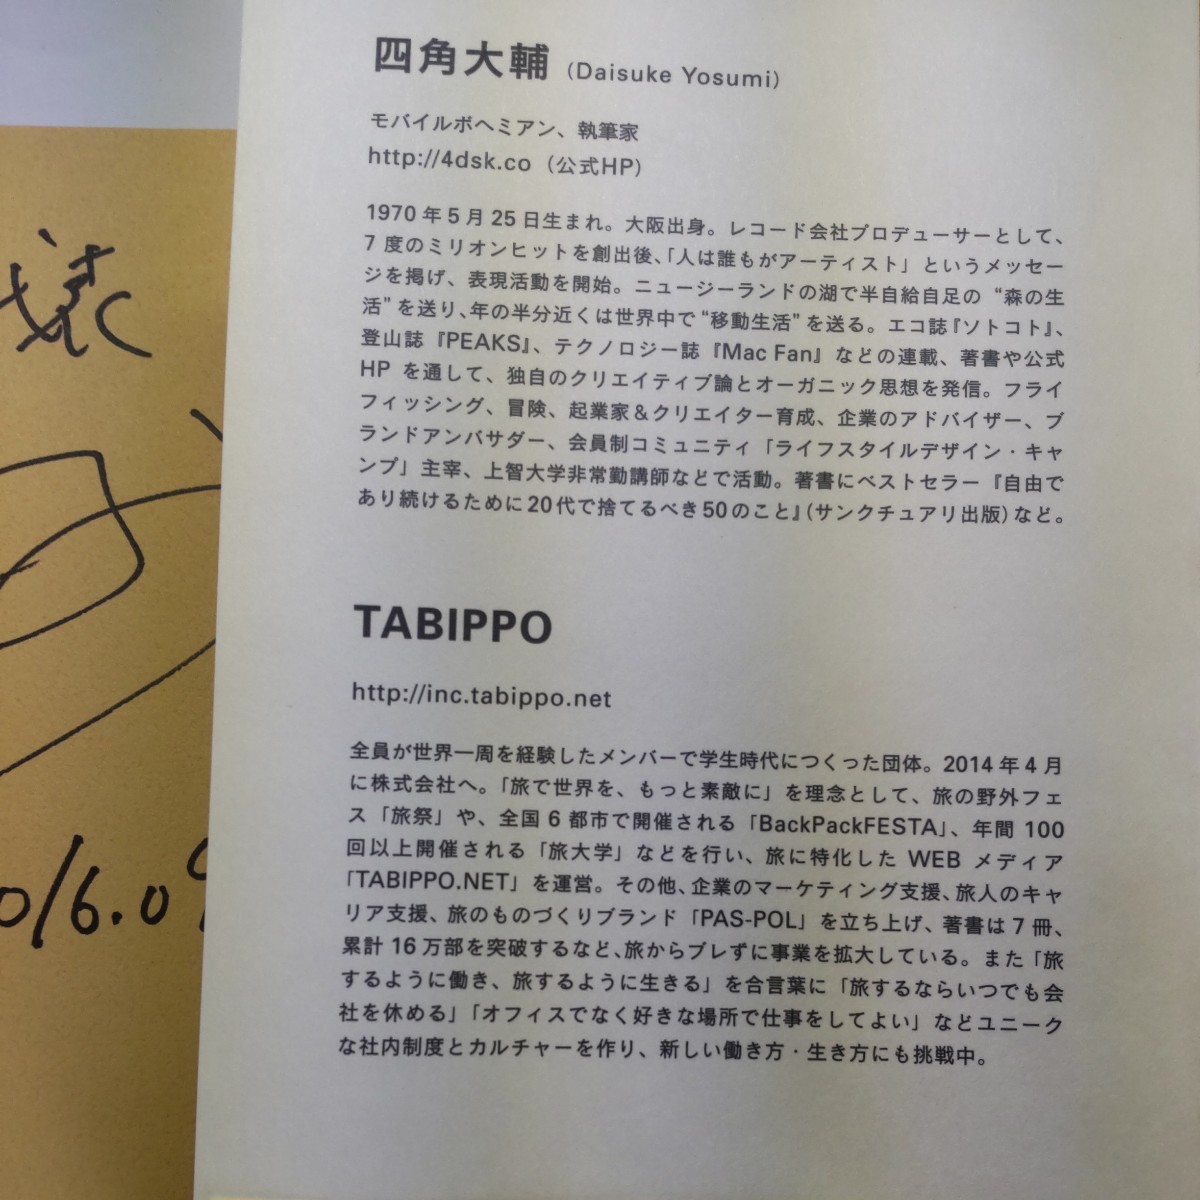 四角大輔 (Daisuke Yosumi)
モバイルボヘミアン、執筆家
http://4dsk.co（公式HP）
1970年5月25日生まれ。大阪出身。レコード会社プロデューサーとして、
7度のミリオンヒットを創出後、「人は誰もがアーティスト」というメッセー
ジを掲げ、表現活動を開始。ニュージーランドの湖で半自給自足の“森の生
活”を送り、年の半分近くは世界中で“移動生活”を送る。エコ誌『ソトコト』、
登山誌『PEAKS』、テクノロジー誌『Mac Fan』などの連載、著書や公式
HPを通して、独自のクリエイティブ論とオーガニック思想を発信。フライ
フィッシング、冒険、起業家＆クリエイター育成、企業のアドバイザー、ブ
ランドアンバサダー、会員制コミュニティ「ライフスタイルデザイン・キャ
ンプ」主宰、上智大学非常勤講師などで活動。著書にベストセラー『自由で
あり続けるために20代で捨てるべき50のこと』（サンクチュアリ出版）など。
TABIPPO
http://inc.tabippo.net
全員が世界一周を経験したメンバーで学生時代につくった団体。2014年4月
に株式会社へ。「旅で世界を、もっと素敵に」を理念として、旅の野外フェ
ス「旅祭」や、全国6都市で開催される「BackPackFESTA」、年間100
回以上開催される「旅大学」などを行い、旅に特化したWEBメディア
「TABIPPO.NET」を運営。その他、企業のマーケティング支援、旅人のキャ
リア支援、旅のものづくりブランド「PAS-POL」を立ち上げ、著書は7冊、
累計16万部を突破するなど、旅からブレずに事業を拡大している。また「旅
するように働き、旅するように生きる」を合言葉に「旅するならいつでも会
社を休める」「オフィスでなく好きな場所で仕事をしてよい」などユニーク
な社内制度とカルチャーを作り、新しい働き方・生き方にも挑戦中。